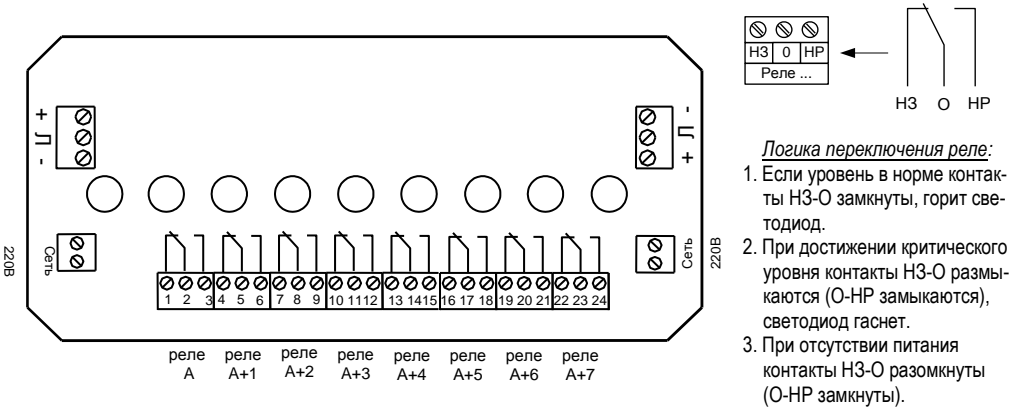 НЗ 0 НР
Реле ...
НЗ О НР
+ Л -
- Л +
Сеть
220В
Сеть
220В
1 2 3 4 5 6 7 8 9 10 11 12 13 14 15 16 17 18 19 20 21 22 23 24
реле реле реле реле реле реле реле реле
А А+1 А+2 А+3 А+4 А+5 А+6 А+7
Логика переключения реле:
1. Если уровень в норме контак-
ты НЗ-О замкнуты, горит све-
тодиод.
2. При достижении критического
уровня контакты НЗ-О размы-
каются (О-НР замыкаются),
светодиод гаснет.
3. При отсутствии питания
контакты НЗ-О разомкнуты
(О-НР замкнуты).